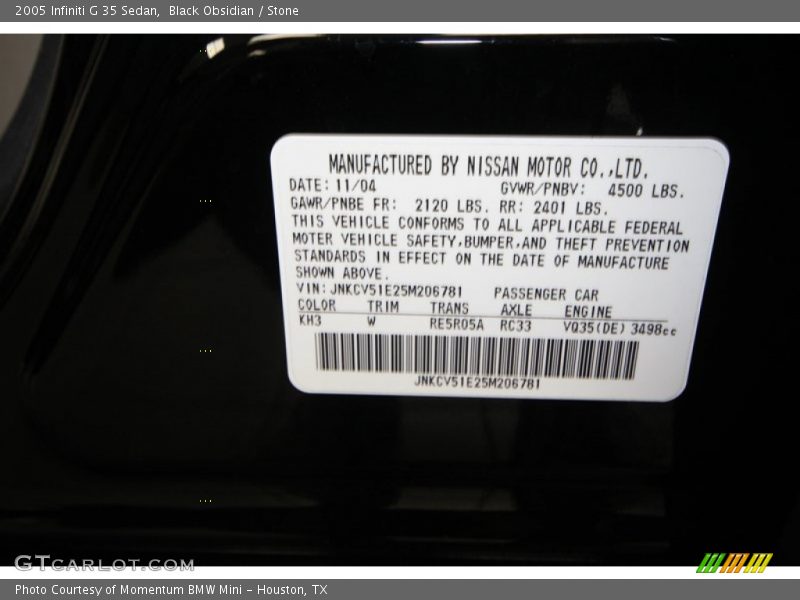 2005 Infiniti G 35 Sedan,  Black Obsidian / Stone
MANUFACTURED BY NISSAN MOTOR CO.,LTD.
DATE: 11/04 GVWR/PNBV: 4500 LBS.
GAWR/PNBE FR: 2120 LBS. RR: 2401 LBS.
THIS VEHICLE CONFORMS TO ALL APPLICABLE FEDERAL
MOTER VEHICLE SAFETY,BUMPER,AND THEFT PREVENTION
STANDARDS IN EFFECT ON THE DATE OF MANUFACTURE
SHOWN ABOVE.
VIN: JNKCV51E25M206781 PASSENGER CAR
COLOR TRIM TRANS AXLE ENGINE
KH3 W RE5R05A RC33 VQ35(DE) 3498cc
JNKCV51E25M206781
GTCARLOT.COM
Photo Courtesy of Momentum BMW Mini - Houston, TX